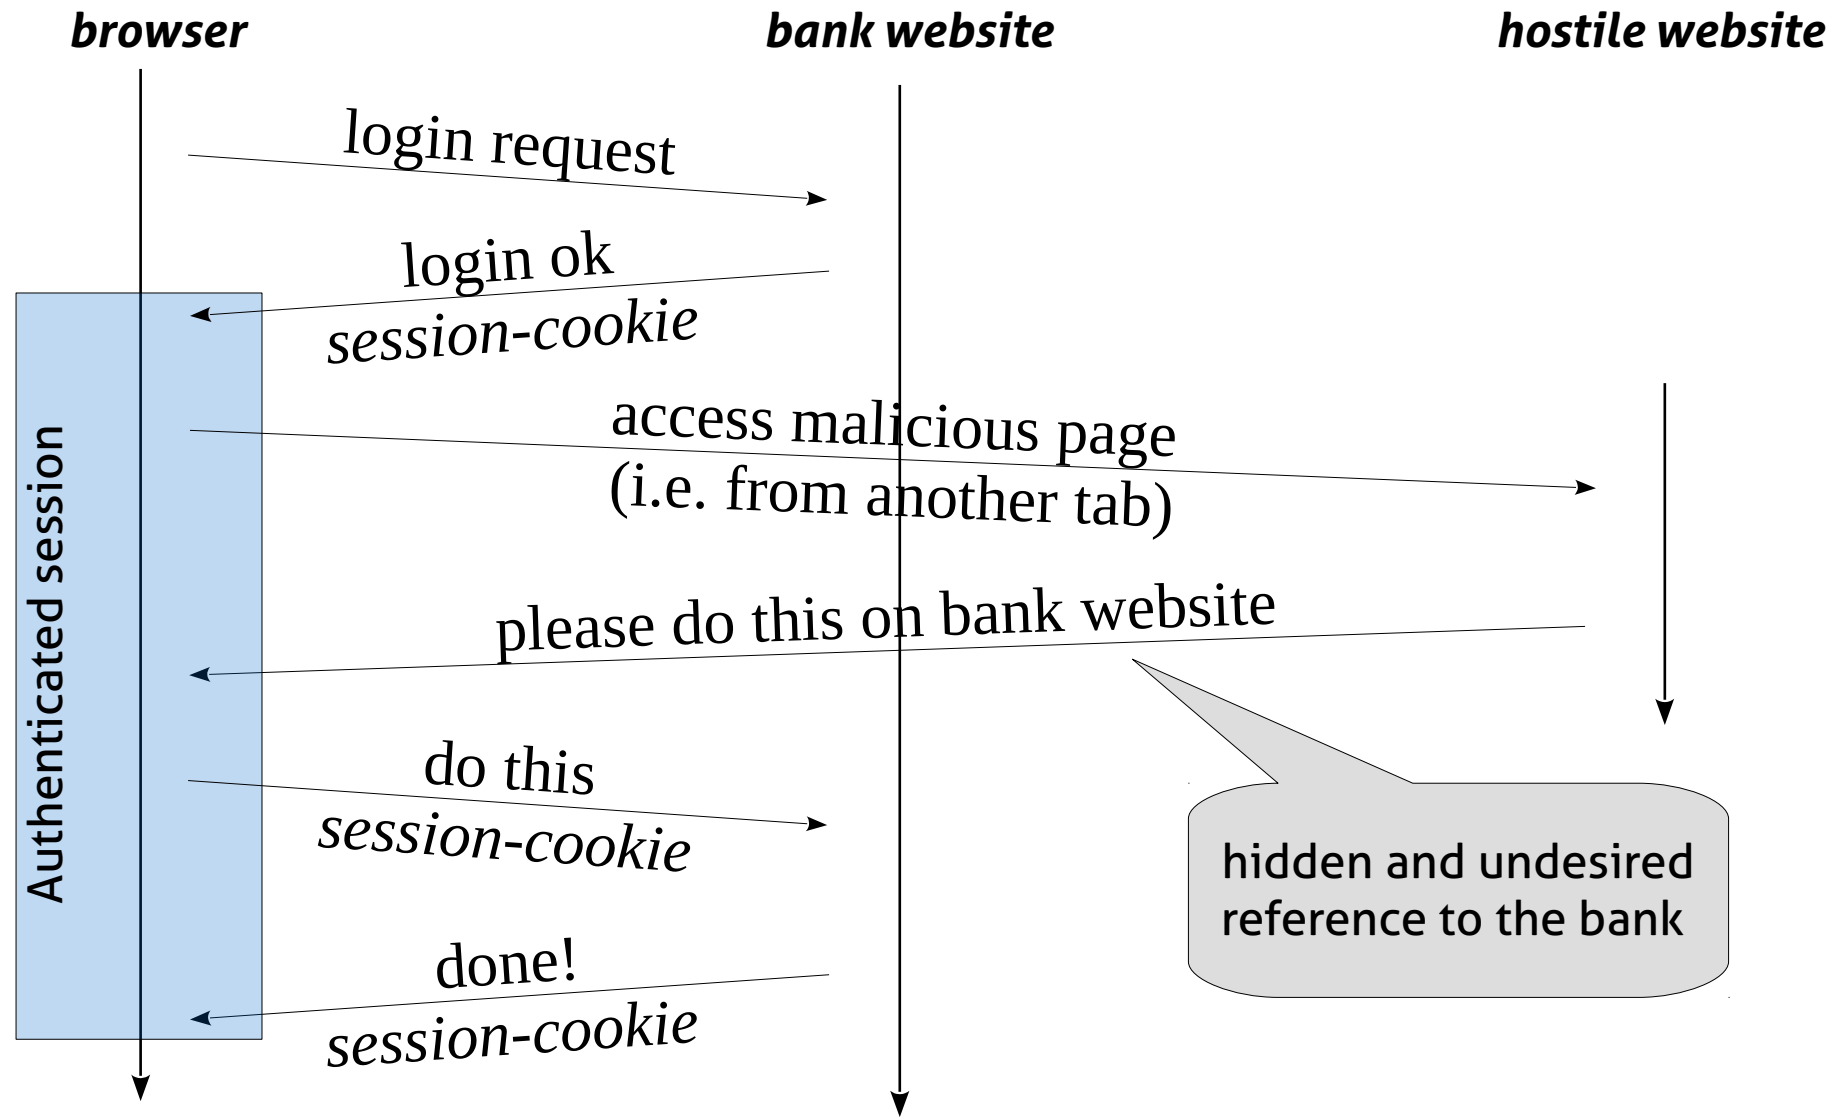 browser
bank website
hostile website
login request
login ok
session-cookie
access malicious page
(i.e. from another tab)
please do this on bank website
Authenticated session
do this
session-cookie
hidden and undesired
reference to the bank
done!
session-cookie